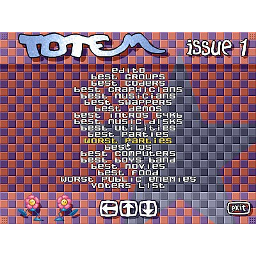 TOTEM
issue 1
edito
best groups
best coders
best graphicians
best musicians
best swappers
best demos
best intros 64kb
best music disks
best utilities
best parties
worst parties
best os
best computers
best boys band
best movies
best food
worst public enemies
voters list
exit